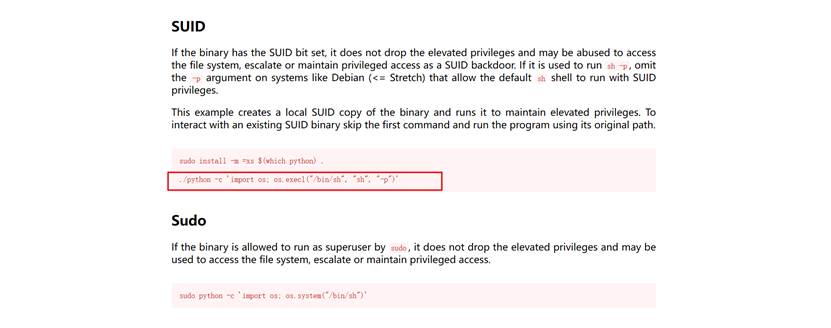 SUID
If the binary has the SUID bit set, it does not drop the elevated privileges and may be abused to access
the file system, escalate or maintain privileged access as a SUID backdoor. If it is used to run sh -p, omit
the -p argument on systems like Debian (<= Stretch) that allow the default sh shell to run with SUID
privileges.
This example creates a local SUID copy of the binary and runs it to maintain elevated privileges. To
interact with an existing SUID binary skip the first command and run the program using its original path.
sudo install -m =xs $(which python) .
./python -c 'import os; os.execl("/bin/sh", "sh", "-p")'
Sudo
If the binary is allowed to run as superuser by sudo, it does not drop the elevated privileges and may be
used to access the file system, escalate or maintain privileged access.
sudo python -c 'import os; os.system("/bin/sh")'